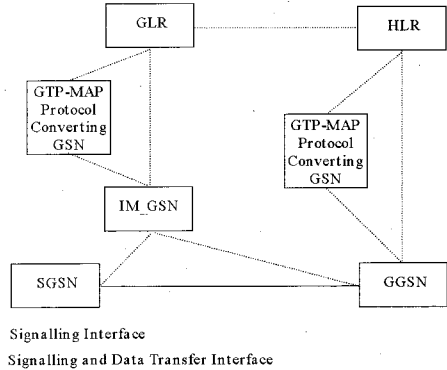 GLR
HLR
GTP-MAP
Protocol
Converting
GSN
GTP-MAP
Protocol
Converting
GSN
IM_GSN
SGSN
GGSN
Signalling Interface
Signalling and Data Transfer Interface